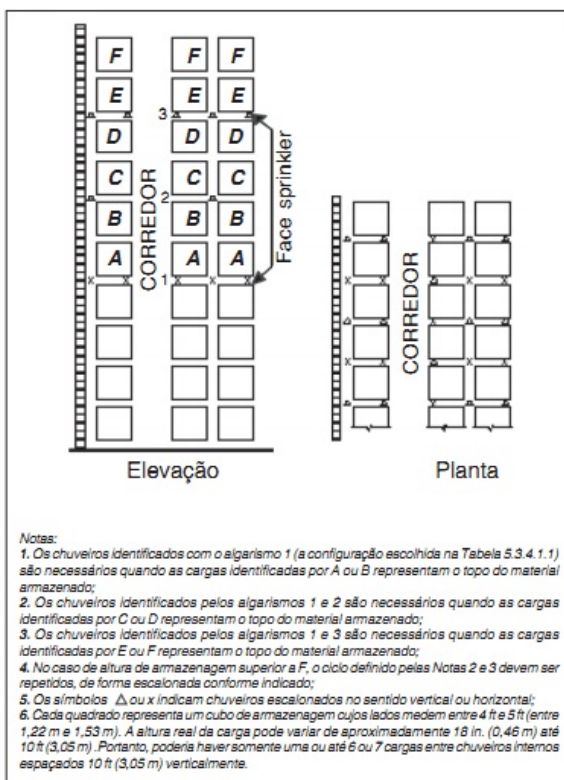 F F F
E E E
3
D D D
C C C
2
B B B
A A A
1
CORREDOR
Face sprinkler
CORREDOR
Elevação
Planta
Notas:
1. Os chuveiros identificados com o algarismo 1 (a configuração escolhida na Tabela 5.3.4.1.1)
são necessários quando as cargas identificadas por A ou B representam o topo do material
armazenado;
2. Os chuveiros identificados pelos algarismos 1 e 2 são necessários quando as cargas
identificadas por C ou D representam o topo do material armazenado;
3. Os chuveiros identificados pelos algarismos 1 e 3 são necessários quando as cargas
identificadas por E ou F representam o topo do material armazenado;
4. No caso de altura de armazenagem superior a F, o ciclo definido pelas Notas 2 e 3 devem ser
repetidos, de forma escalonada conforme indicado;
5. Os símbolos △ ou x indicam chuveiros escalonados no sentido vertical ou horizontal;
6. Cada quadrado representa um cubo de armazenagem cujos lados medem entre 4 ft e 5 ft (entre
1,22 m e 1,53 m). A altura real da carga pode variar de aproximadamente 18 in. (0,46 m) até
10 ft (3,05 m). Portanto, poderia haver somente uma ou até 6 ou 7 cargas entre chuveiros internos
espaçados 10 ft (3,05 m) verticalmente.